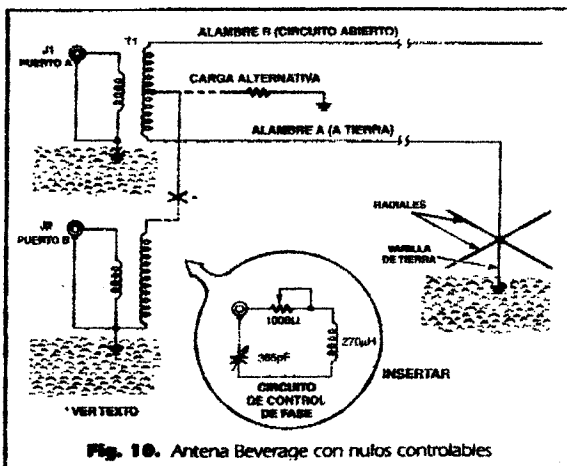 J1
PUERTO A
T1
ALAMBRE B (CIRCUITO ABIERTO)
CARGA ALTERNATIVA
ALAMBRE A (A TIERRA)
RADIALES
VARILLA
DE TIERRA
J2
PUERTO B
* VER TEXTO
1000Ω
270μH
365pF
CIRCUITO
DE CONTROL
DE FASE
INSERTAR
Fig. 10. Antena Beverage con nulos controlables